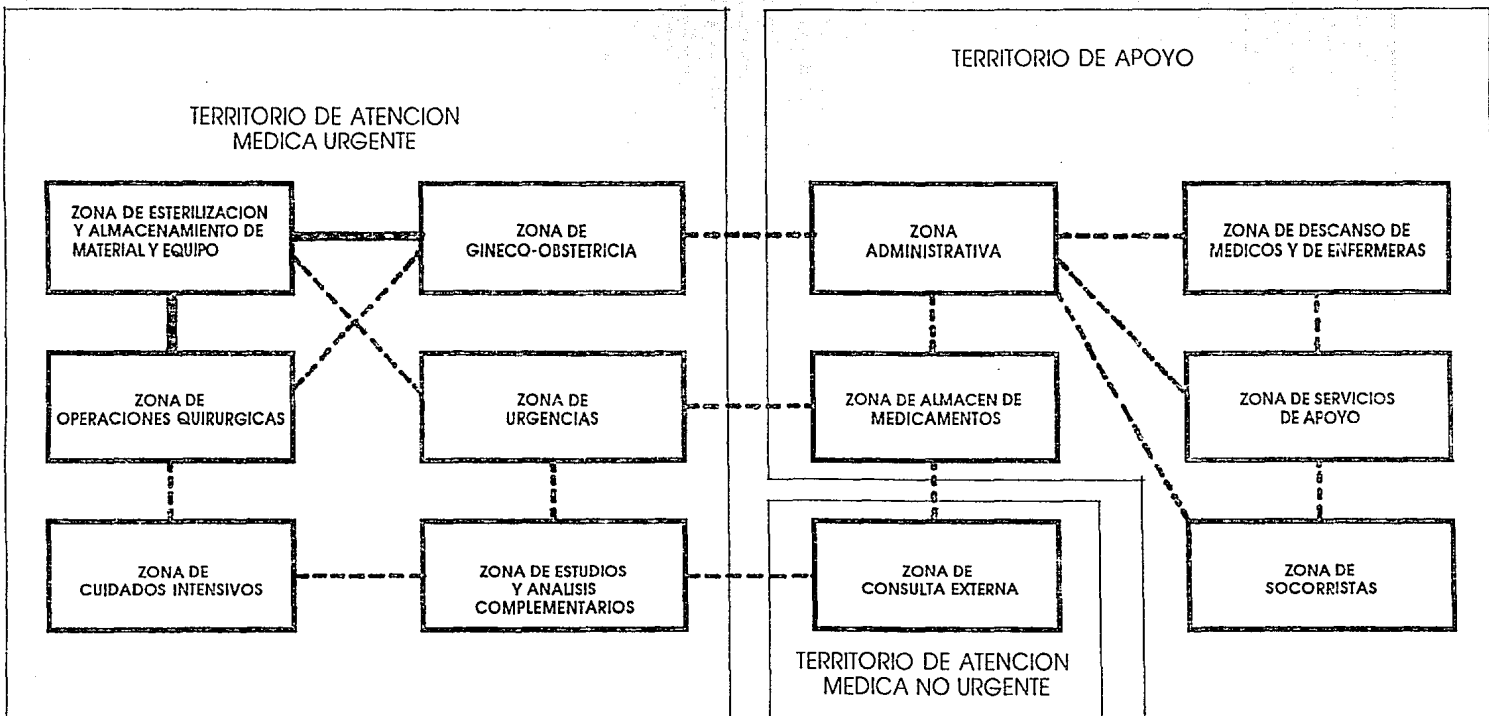 TERRITORIO DE ATENCION
MEDICA URGENTE
ZONA DE ESTERILIZACION
Y ALMACENAMIENTO DE
MATERIAL Y EQUIPO
ZONA DE
GINECO-OBSTETRICIA
ZONA DE
OPERACIONES QUIRURGICAS
ZONA DE
URGENCIAS
ZONA DE
CUIDADOS INTENSIVOS
ZONA DE ESTUDIOS
Y ANALISIS
COMPLEMENTARIOS
TERRITORIO DE APOYO
ZONA
ADMINISTRATIVA
ZONA DE DESCANSO DE
MEDICOS Y DE ENFERMERAS
ZONA DE ALMACEN DE
MEDICAMENTOS
ZONA DE SERVICIOS
DE APOYO
ZONA DE
CONSULTA EXTERNA
ZONA DE
SOCORRISTAS
TERRITORIO DE ATENCION
MEDICA NO URGENTE